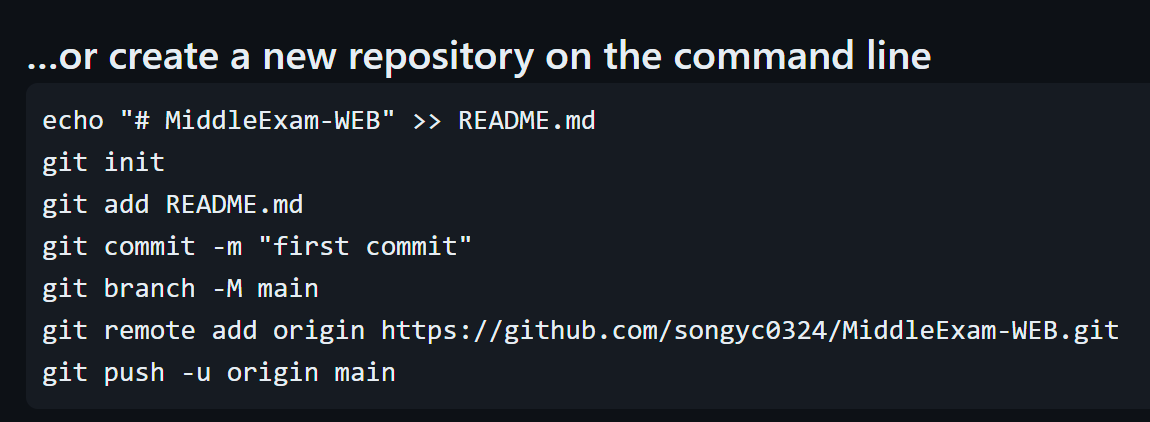 ...or create a new repository on the command line
echo "# MiddleExam-WEB" >> README.md
git init
git add README.md
git commit -m "first commit"
git branch -M main
git remote add origin https://github.com/songyc0324/MiddleExam-WEB.git
git push -u origin main